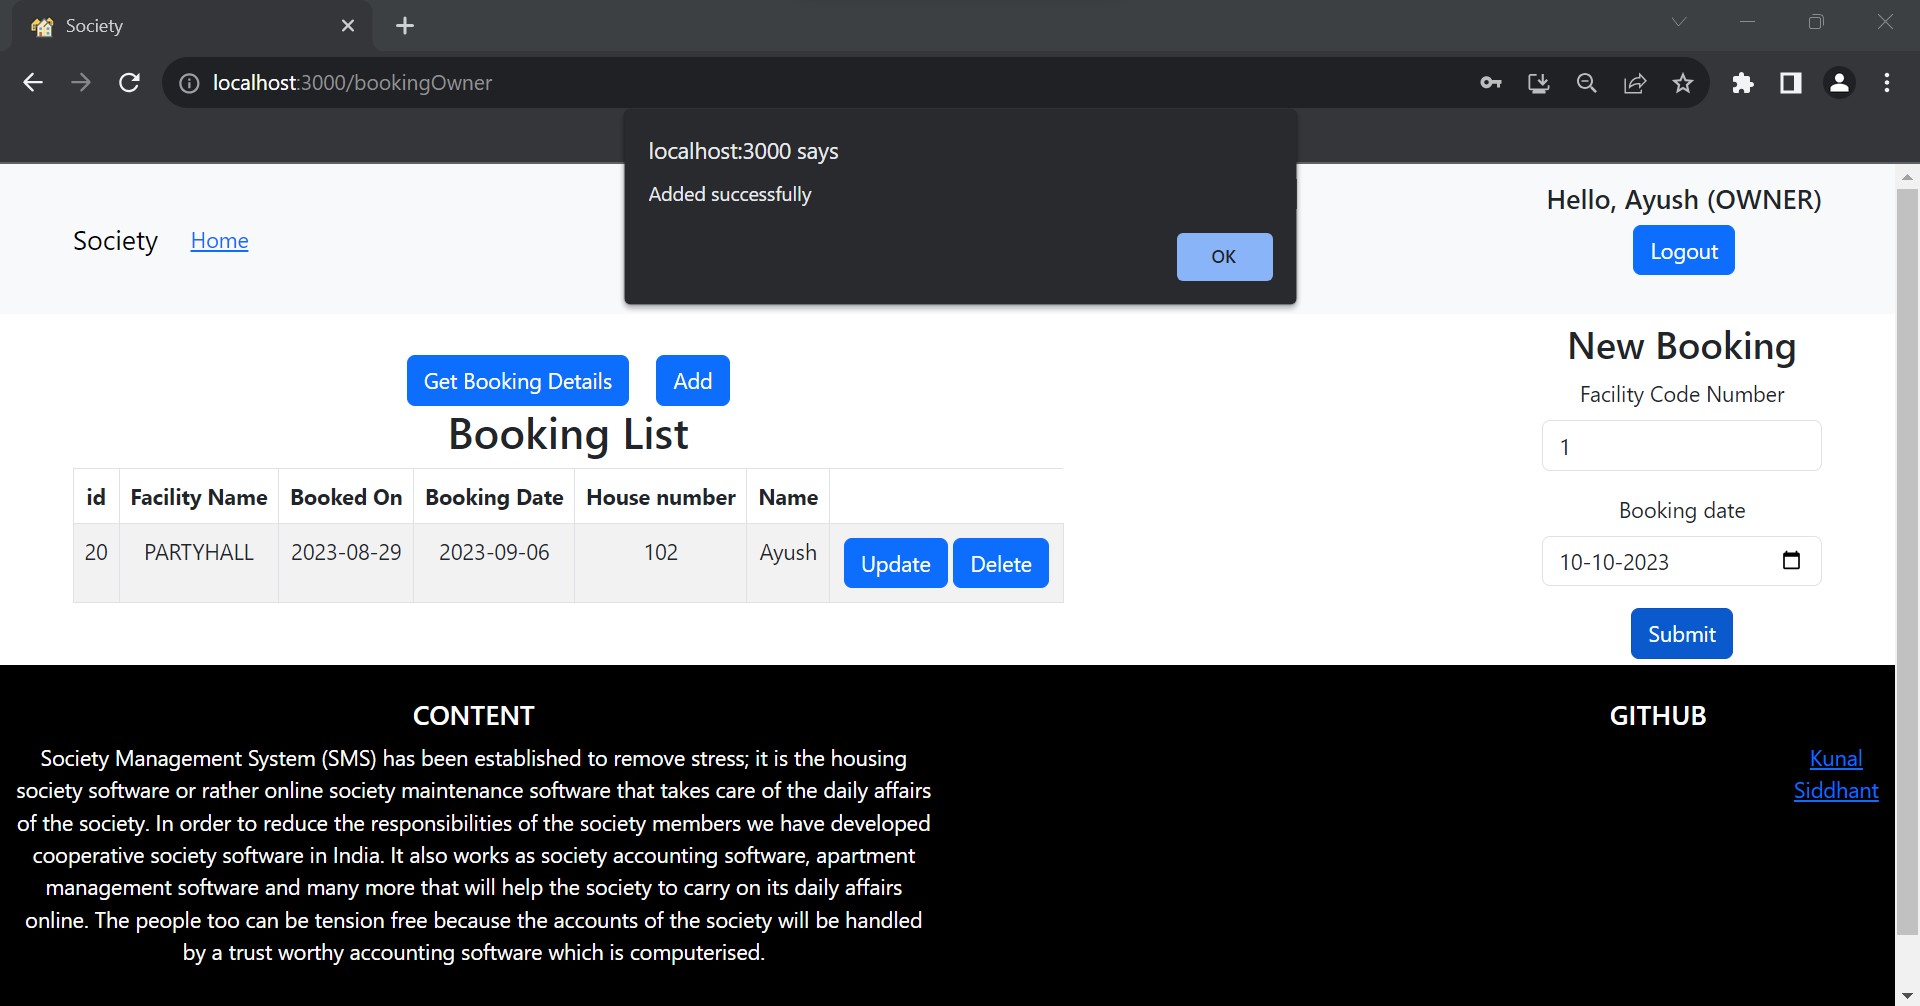 Society
localhost:3000/bookingOwner
localhost:3000 says
Added successfully
OK
Society Home
Hello, Ayush (OWNER)
Logout
Get Booking Details Add
Booking List
id Facility Name Booked On Booking Date House number Name
20 PARTYHALL 2023-08-29 2023-09-06 102 Ayush Update Delete
New Booking
Facility Code Number
1
Booking date
10-10-2023
Submit
CONTENT
Society Management System (SMS) has been established to remove stress; it is the housing
society software or rather online society maintenance software that takes care of the daily affairs
of the society. In order to reduce the responsibilities of the society members we have developed
cooperative society software in India. It also works as society accounting software, apartment
management software and many more that will help the society to carry on its daily affairs
online. The people too can be tension free because the accounts of the society will be handled
by a trust worthy accounting software which is computerised.
GITHUB
Kunal
Siddhant